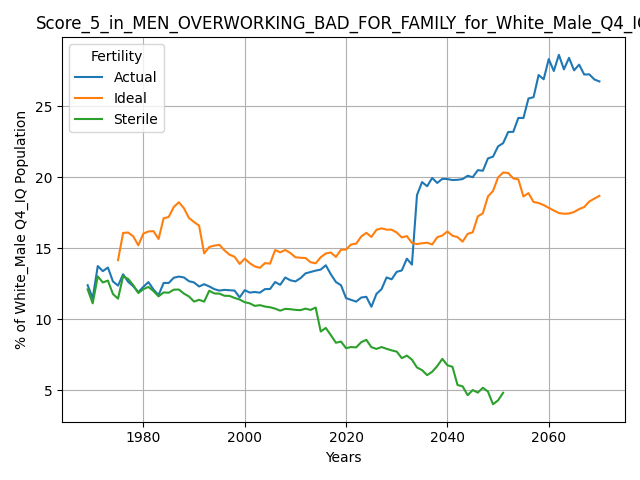 Score_5_in_MEN_OVERWORKING_BAD_FOR_FAMILY_for_White_Male_Q4_IQ
Fertility
Actual
Ideal
Sterile
% of White_Male Q4_IQ Population
25
20
15
10
5
1980 2000 2020 2040 2060
Years